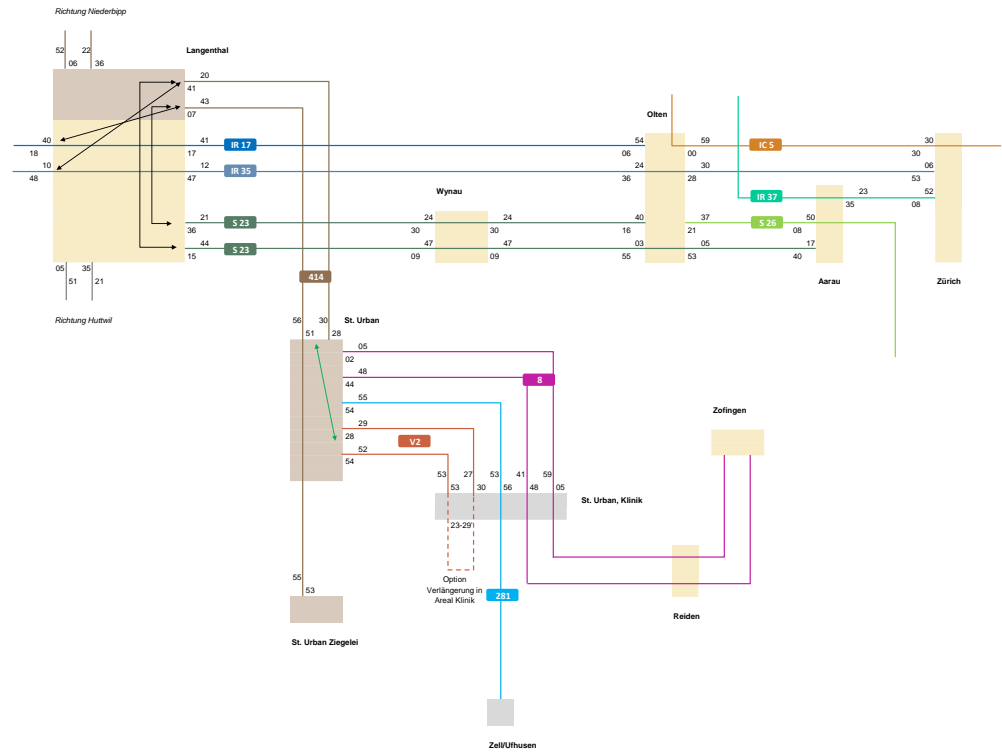 Richtung Niederbipp
52 22
06 36
Langenthal
20
41
43
07
Olten
40 41 54 59 IC 5 30
18 IR 17 17 06 00 30
10 12 24 30 06
48 IR 35 47 36 28 53
Wynau
IR 37 23 52
35 08
21 S 23 24 24 40 37 S 26 50
36 30 30 16 21 08
44 S 23 47 47 03 05 17
15 09 09 55 53 40
05 35
51 21
414
Aarau
Zürich
Richtung Huttwil
56 30 St. Urban
51 28
05
02
48 8
44
55
54
29
28
V2
52
54
Zofingen
53 27 53 41 59
53 30 56 48 05
St. Urban, Klinik
23-29'
Option
Verlängerung in
Areal Klinik
55
53
281
Reiden
St. Urban Ziegelei
Zell/Ufhusen